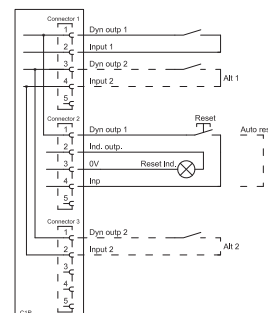 Connector 1
1 Dyn outp 1
2 Input 1
3 Dyn outp 2
4 Input 2
Alt 1
5
Connector 2
Reset
1 Dyn outp 1
Auto res
2 Ind. outp.
3 0V
Reset Ind.
4 Inp
5
Connector 3
1 Dyn outp 2
2 Input 2
Alt 2
3
4
5